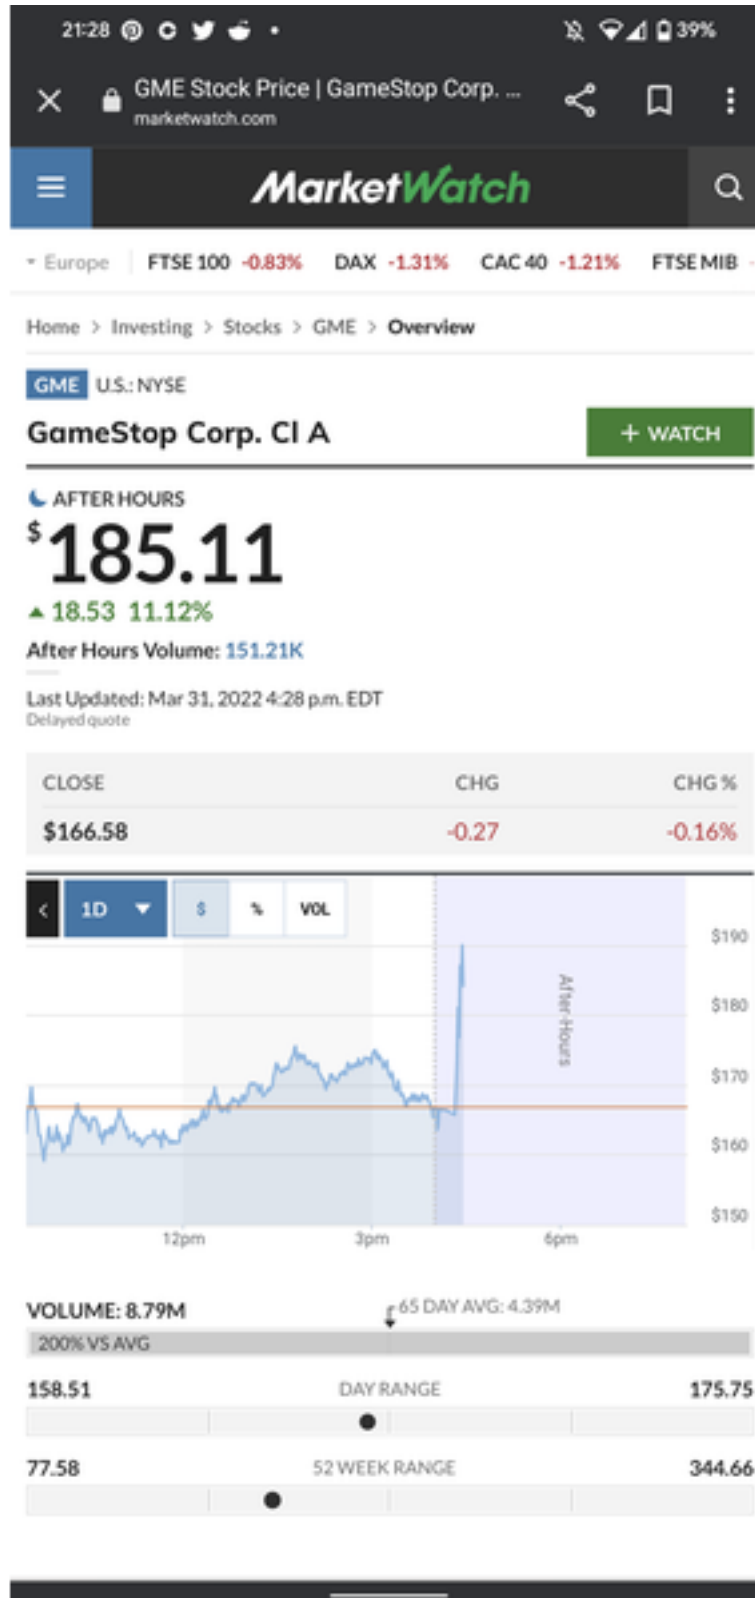 21:28
39%
GME Stock Price | GameStop Corp. ...
marketwatch.com
MarketWatch
Europe FTSE 100 -0.83% DAX -1.31% CAC 40 -1.21% FTSE MIB -
Home > Investing > Stocks > GME > Overview
GME U.S.: NYSE
GameStop Corp. Cl A
+ WATCH
AFTER HOURS
$185.11
18.53 11.12%
After Hours Volume: 151.21K
Last Updated: Mar 31, 2022 4:28 p.m. EDT
Delayed quote
CLOSE CHG CHG %
$166.58 -0.27 -0.16%
< 1D $ % VOL
$190
After-Hours
$180
$170
$160
$150
12pm 3pm 6pm
VOLUME: 8.79M 65 DAY AVG: 4.39M
200% VS AVG
158.51 DAY RANGE 175.75
77.58 52 WEEK RANGE 344.66